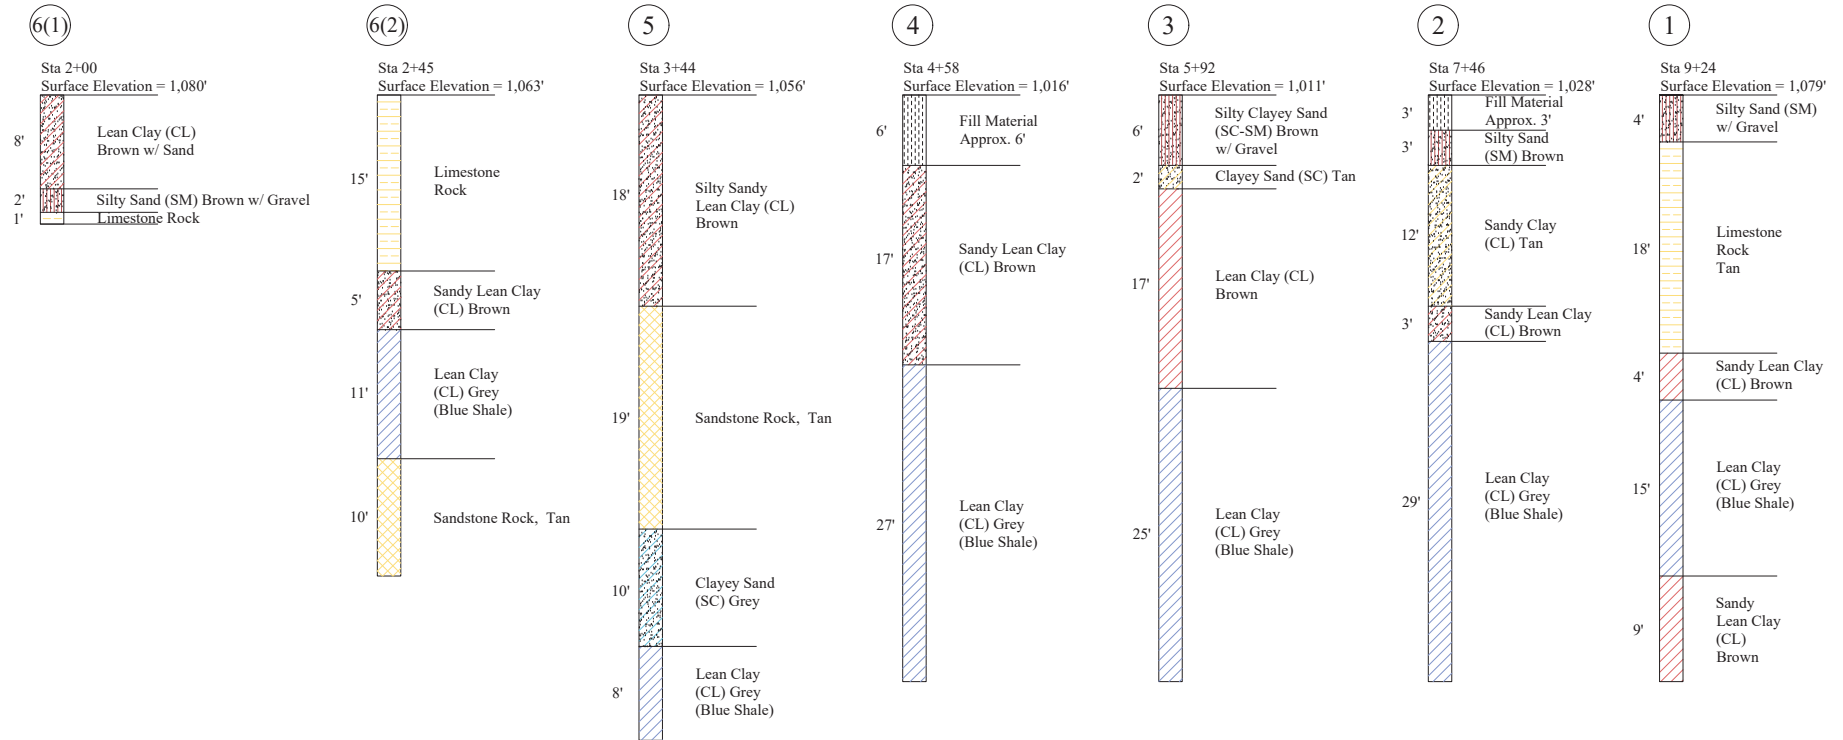 6(1)
Sta 2+00
Surface Elevation = 1,080'
8'
Lean Clay (CL)
Brown w/ Sand
2'
Silty Sand (SM) Brown w/ Gravel
1'
Limestone Rock
6(2)
Sta 2+45
Surface Elevation = 1,063'
15'
Limestone
Rock
5'
Sandy Lean Clay
(CL) Brown
11'
Lean Clay
(CL) Grey
(Blue Shale)
10'
Sandstone Rock, Tan
5
Sta 3+44
Surface Elevation = 1,056'
18'
Silty Sandy
Lean Clay (CL)
Brown
19'
Sandstone Rock, Tan
10'
Clayey Sand
(SC) Grey
8'
Lean Clay
(CL) Grey
(Blue Shale)
4
Sta 4+58
Surface Elevation = 1,016'
6'
Fill Material
Approx. 6'
17'
Sandy Lean Clay
(CL) Brown
27'
Lean Clay
(CL) Grey
(Blue Shale)
3
Sta 5+92
Surface Elevation = 1,011'
6'
Silty Clayey Sand
(SC-SM) Brown
w/ Gravel
2'
Clayey Sand (SC) Tan
17'
Lean Clay (CL)
Brown
25'
Lean Clay
(CL) Grey
(Blue Shale)
2
Sta 7+46
Surface Elevation = 1,028'
3'
Fill Material
Approx. 3'
3'
Silty Sand
(SM) Brown
12'
Sandy Clay
(CL) Tan
3'
Sandy Lean Clay
(CL) Brown
29'
Lean Clay
(CL) Grey
(Blue Shale)
1
Sta 9+24
Surface Elevation = 1,079'
4'
Silty Sand (SM)
w/ Gravel
18'
Limestone
Rock
Tan
4'
Sandy Lean Clay
(CL) Brown
15'
Lean Clay
(CL) Grey
(Blue Shale)
9'
Sandy
Lean Clay
(CL)
Brown